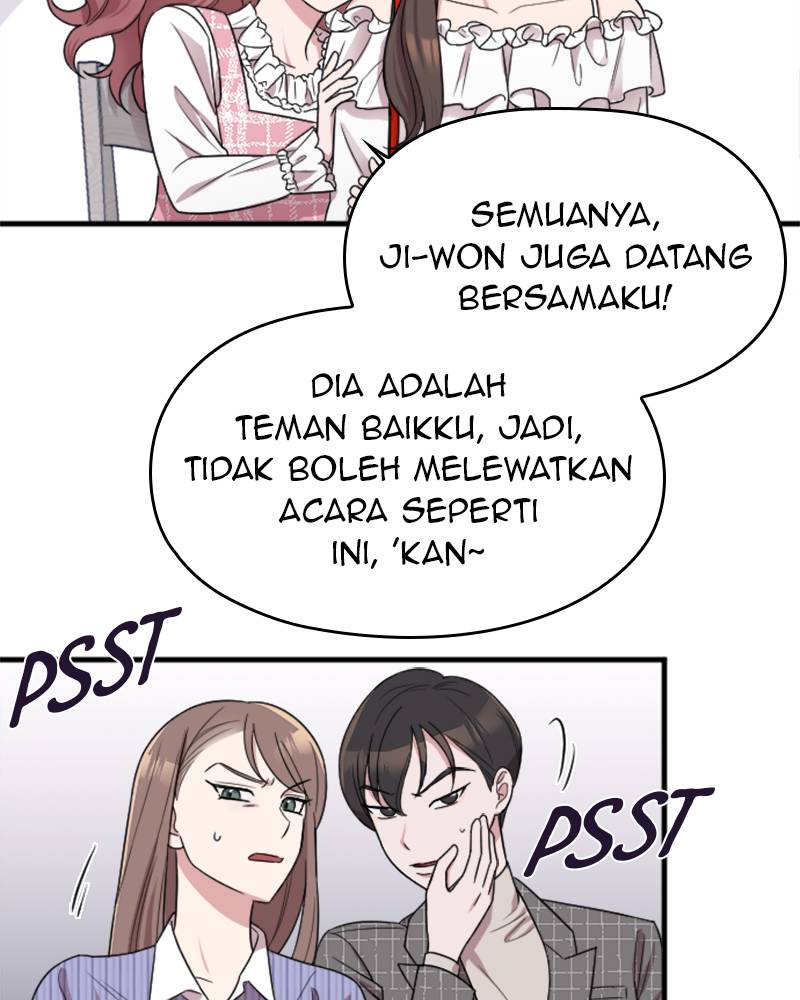 SEMUANYA,
JI-WON JUGA DATANG
BERSAMAKU!
DIA ADALAH
TEMAN BAIKKU, JADI,
TIDAK BOLEH MELEWATKAN
ACARA SEPERTI
INI, 'KAN~
PSST
PSST